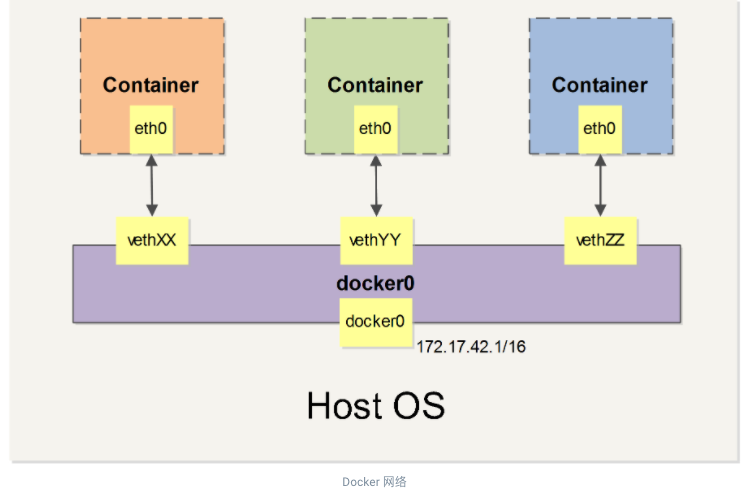 Container
Container
Container
eth0
eth0
eth0
vethXX
vethYY
vethZZ
docker0
docker0
172.17.42.1/16
Host OS
Docker 网络